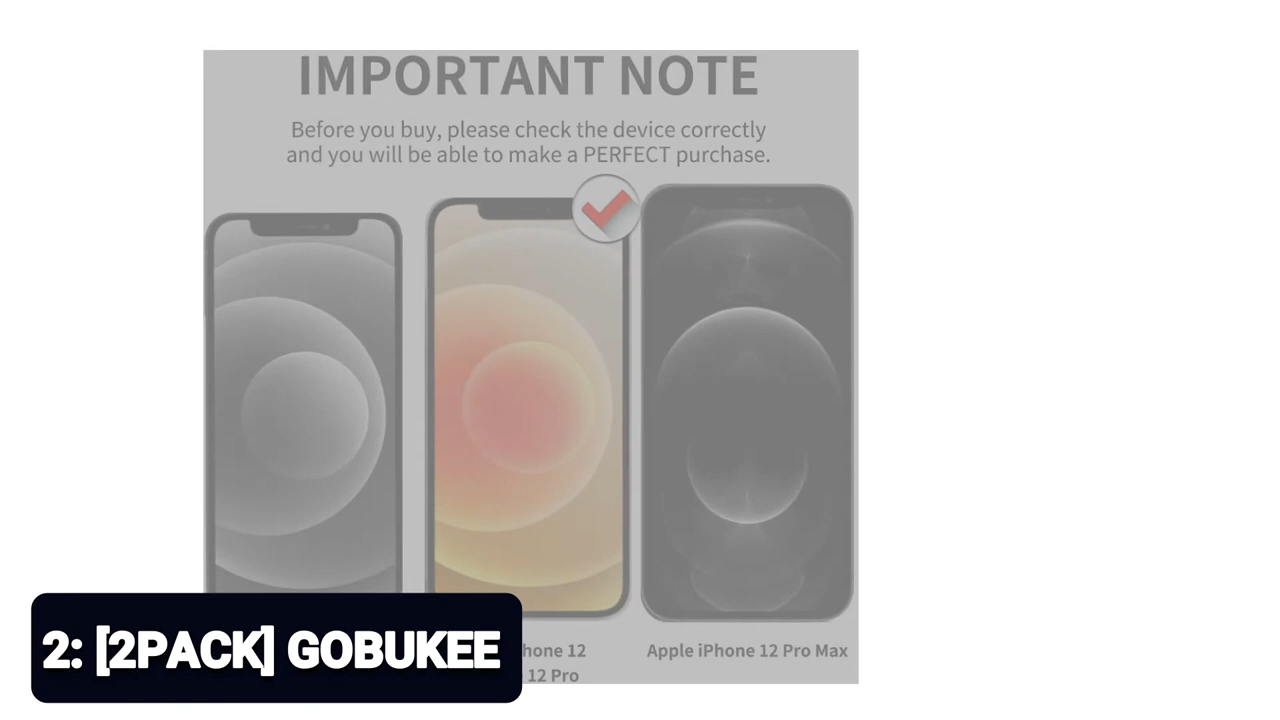 IMPORTANT NOTE
Before you buy, please check the device correctly
and you will be able to make a PERFECT purchase.
12
Apple iPhone 12 Pro Max
12 Pro
2: [2PACK] GOBUKEE